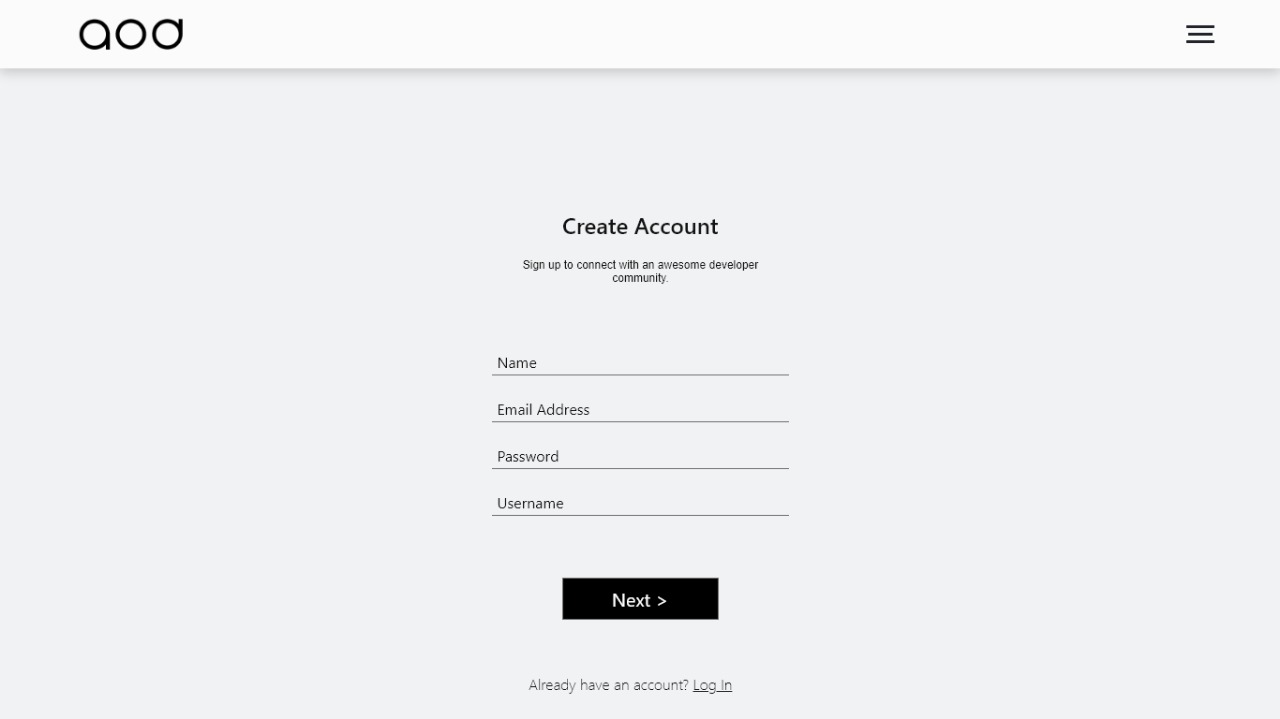 aod
Create Account
Sign up to connect with an awesome developer
community.
Name
Email Address
Password
Username
Next >
Already have an account? Log In